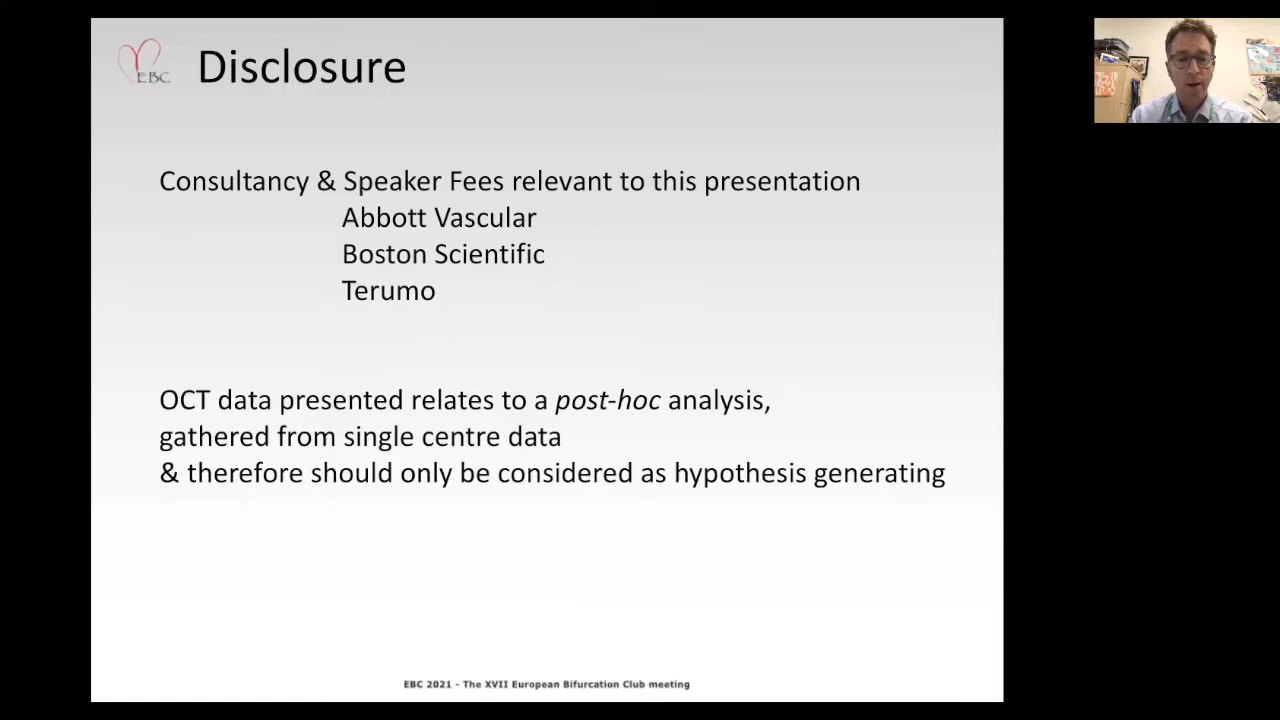 EBC
Disclosure
Consultancy & Speaker Fees relevant to this presentation
Abbott Vascular
Boston Scientific
Terumo
OCT data presented relates to a post-hoc analysis,
gathered from single centre data
& therefore should only be considered as hypothesis generating
EBC 2021 - The XVII European Bifurcation Club meeting